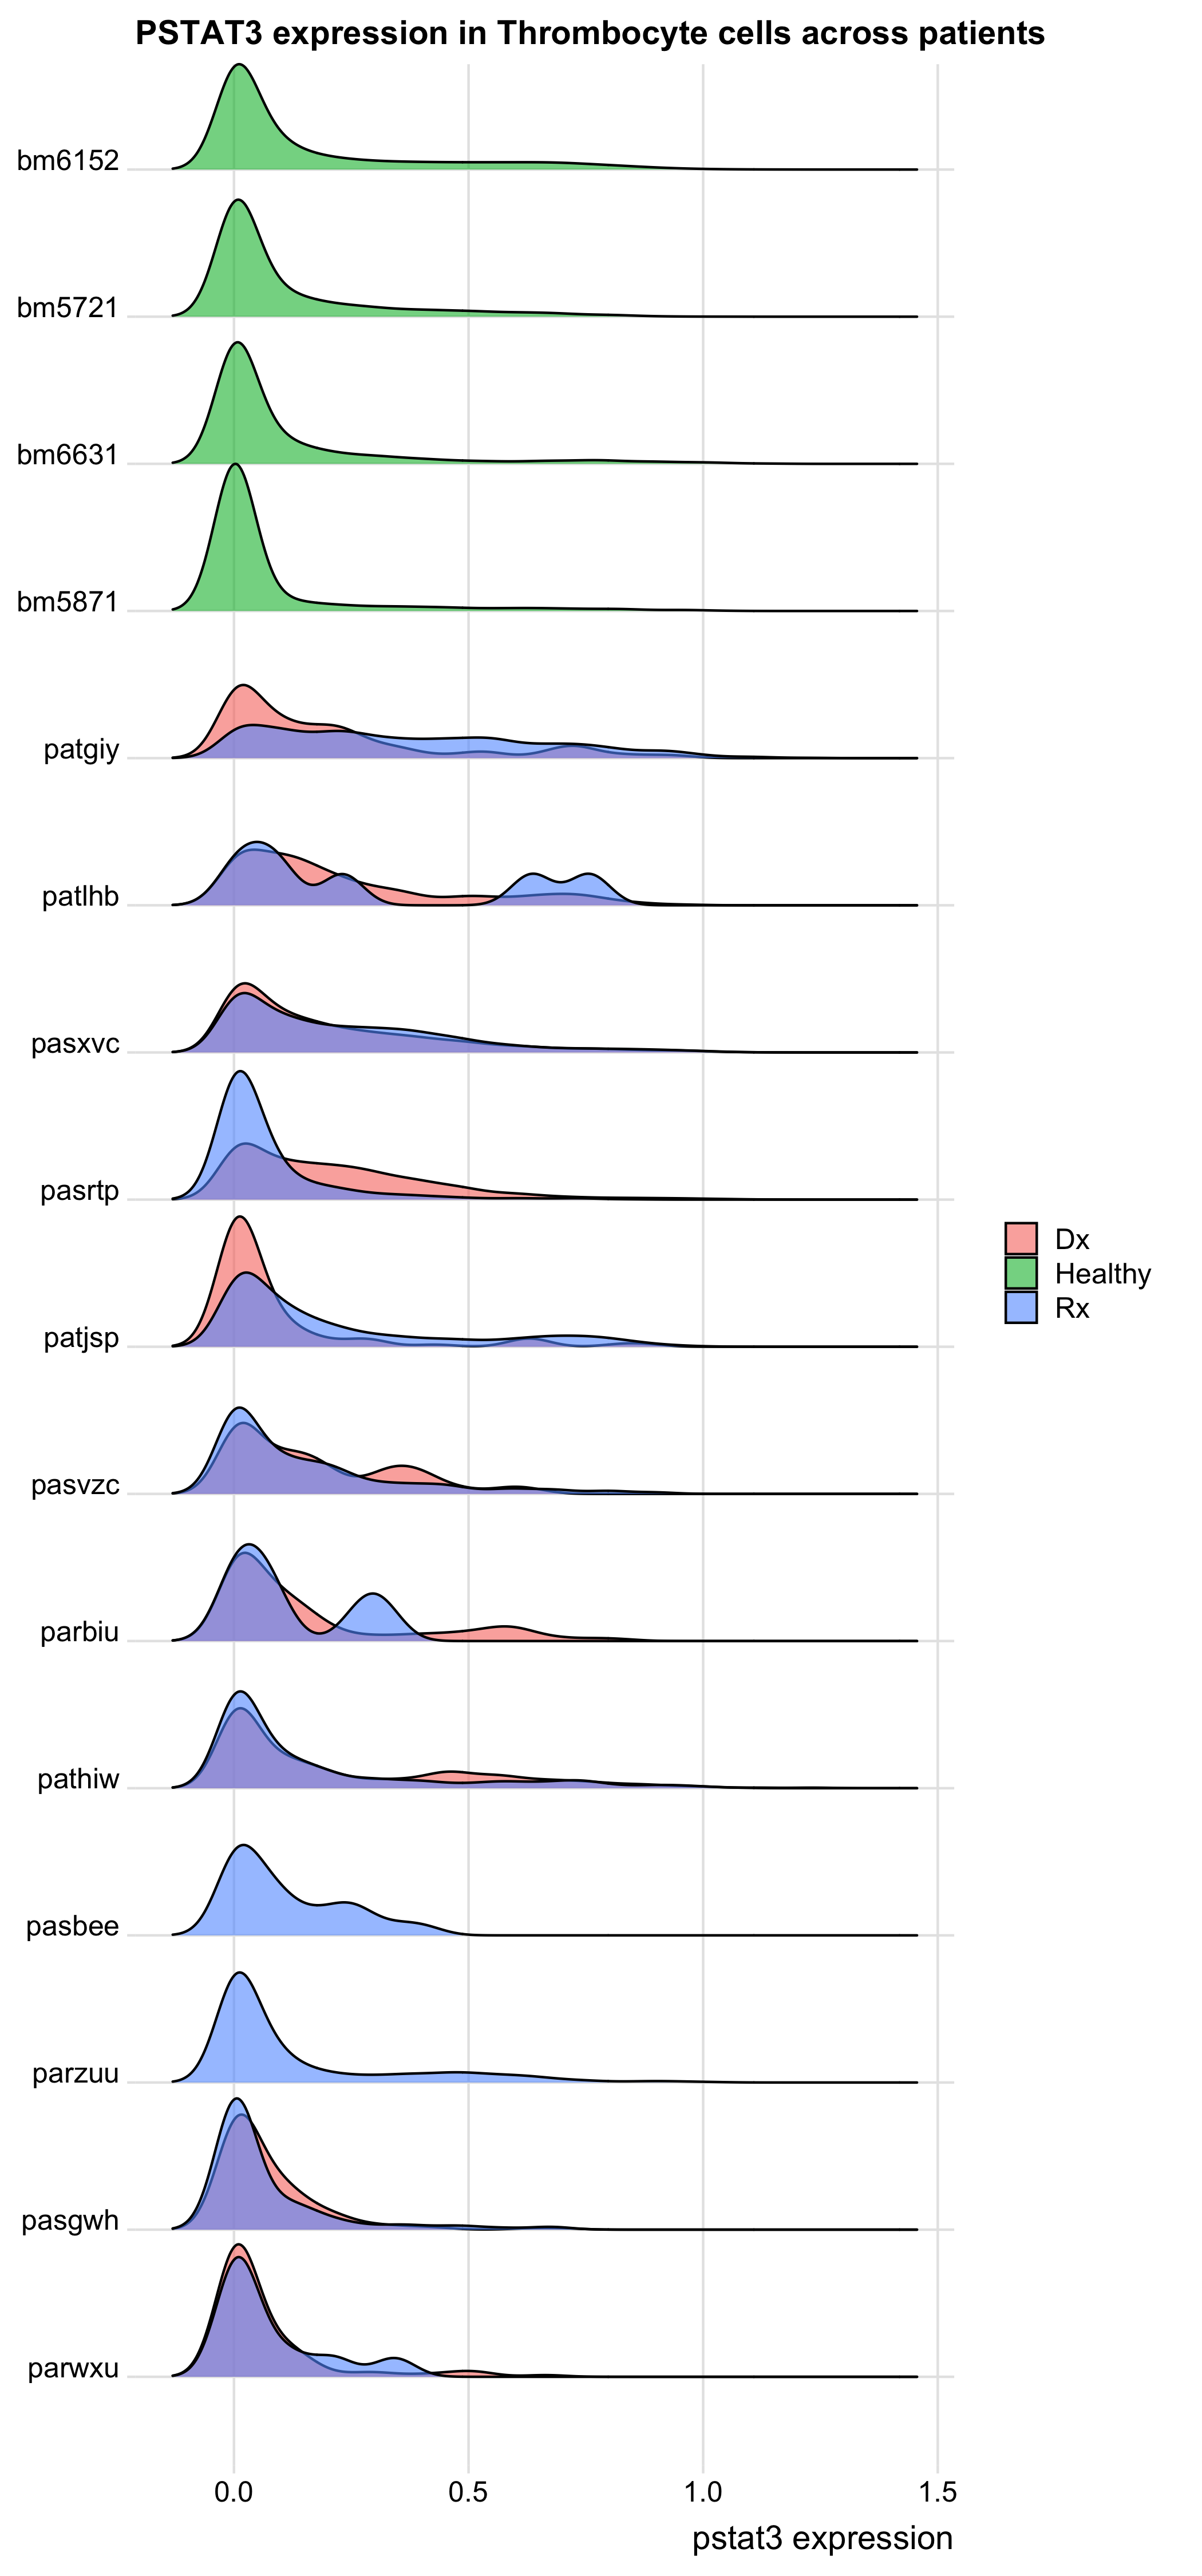 PSTAT3 expression in Thrombocyte cells across patients
bm6152
bm5721
bm6631
bm5871
patgiy
patlhb
pasxvc
pasrtp
patjsp
pasvzc
parbiu
pathiw
pasbee
parzuu
pasgwh
parwxu
Dx
Healthy
Rx
0.0 0.5 1.0 1.5
pstat3 expression